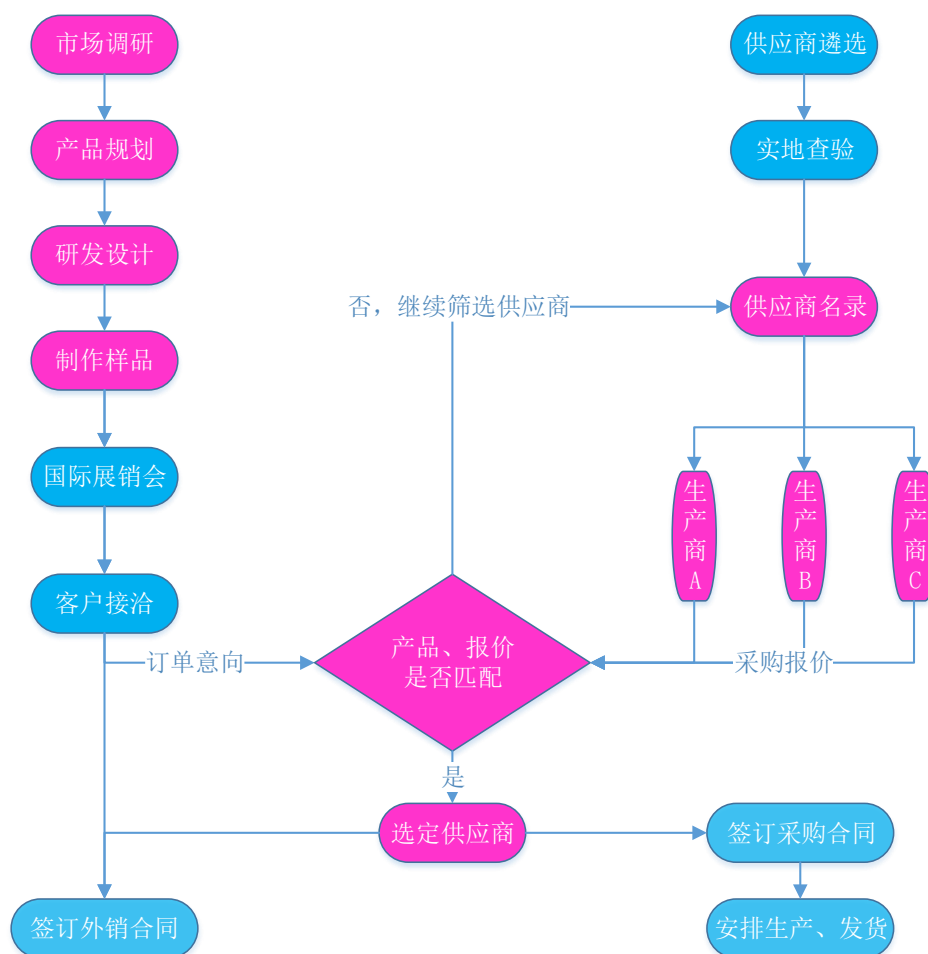 市场调研
供应商遴选
产品规划
实地查验
研发设计
否，继续筛选供应商
供应商名录
制作样品
国际展销会
生产商A
生产商B
生产商C
客户接洽
订单意向
产品、报价
是否匹配
采购报价
是
选定供应商
签订采购合同
签订外销合同
安排生产、发货